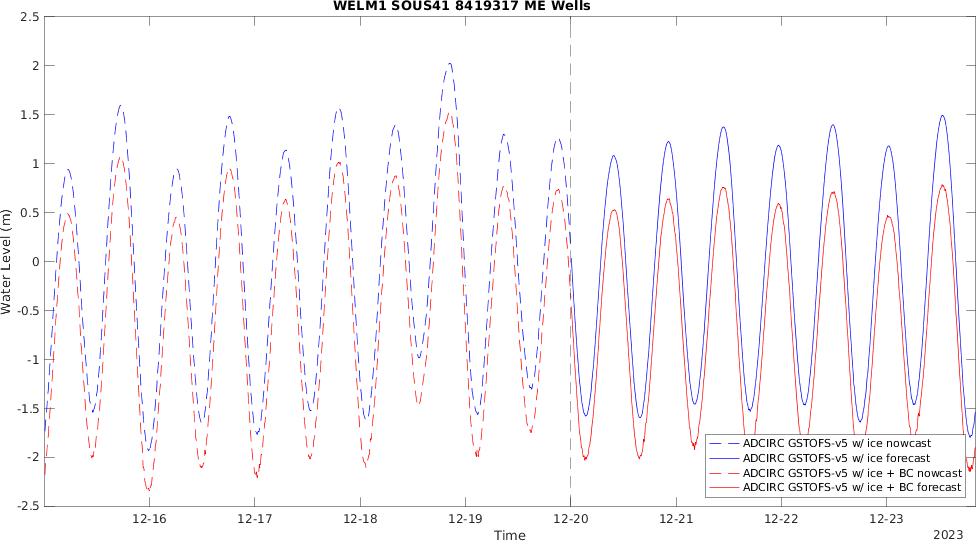 WELM1 SOUS41 8419317 ME Wells
2.5
2
1.5
1
0.5
0
-0.5
-1
-1.5
-2
-2.5
Water Level (m)
ADCIRC GSTOFS-v5 w/ ice nowcast
ADCIRC GSTOFS-v5 w/ ice forecast
ADCIRC GSTOFS-v5 w/ ice + BC nowcast
ADCIRC GSTOFS-v5 w/ ice + BC forecast
12-16 12-17 12-18 12-19 12-20 12-21 12-22 12-23
Time
2023